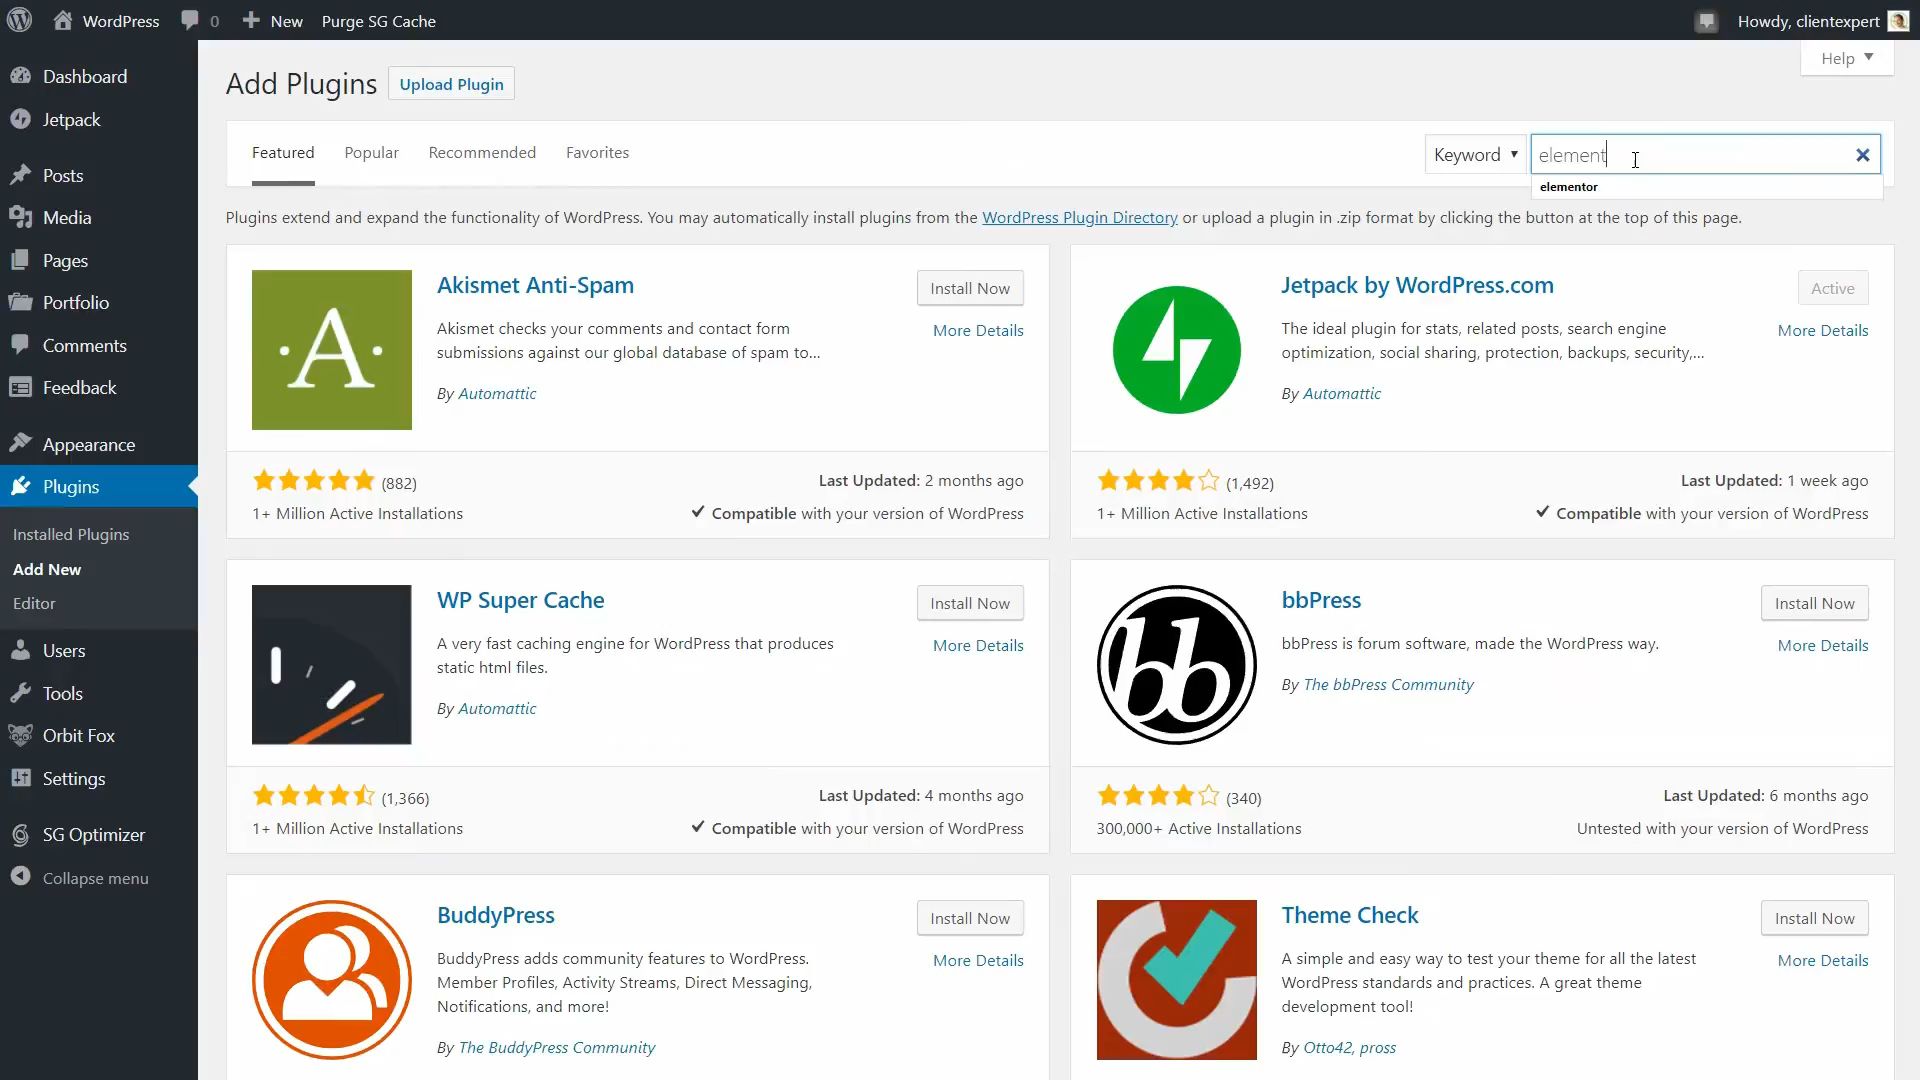 WordPress 0 New Purge SG Cache Howdy, clientexpert
Help
Dashboard
Jetpack
Posts
Media
Pages
Portfolio
Comments
Feedback
Appearance
Plugins
Installed Plugins
Add New
Editor
Users
Tools
Orbit Fox
Settings
SG Optimizer
Collapse menu
Add Plugins Upload Plugin
Featured Popular Recommended Favorites Keyword element
elementor
Plugins extend and expand the functionality of WordPress. You may automatically install plugins from the WordPress Plugin Directory or upload a plugin in .zip format by clicking the button at the top of this page.
A
Akismet Anti-Spam
Install Now
More Details
Akismet checks your comments and contact form
submissions against our global database of spam to...
By Automattic
(882)
Last Updated: 2 months ago
1+ Million Active Installations
Compatible with your version of WordPress
Jetpack by WordPress.com
Active
More Details
The ideal plugin for stats, related posts, search engine
optimization, social sharing, protection, backups, security,...
By Automattic
(1,492)
Last Updated: 1 week ago
1+ Million Active Installations
Compatible with your version of WordPress
WP Super Cache
Install Now
More Details
A very fast caching engine for WordPress that produces
static html files.
By Automattic
(1,366)
Last Updated: 4 months ago
1+ Million Active Installations
Compatible with your version of WordPress
bb
bbPress
Install Now
More Details
bbPress is forum software, made the WordPress way.
By The bbPress Community
(340)
Last Updated: 6 months ago
300,000+ Active Installations
Untested with your version of WordPress
BuddyPress
Install Now
More Details
BuddyPress adds community features to WordPress.
Member Profiles, Activity Streams, Direct Messaging,
Notifications, and more!
By The BuddyPress Community
Theme Check
Install Now
More Details
A simple and easy way to test your theme for all the latest
WordPress standards and practices. A great theme
development tool!
By Otto42, pross